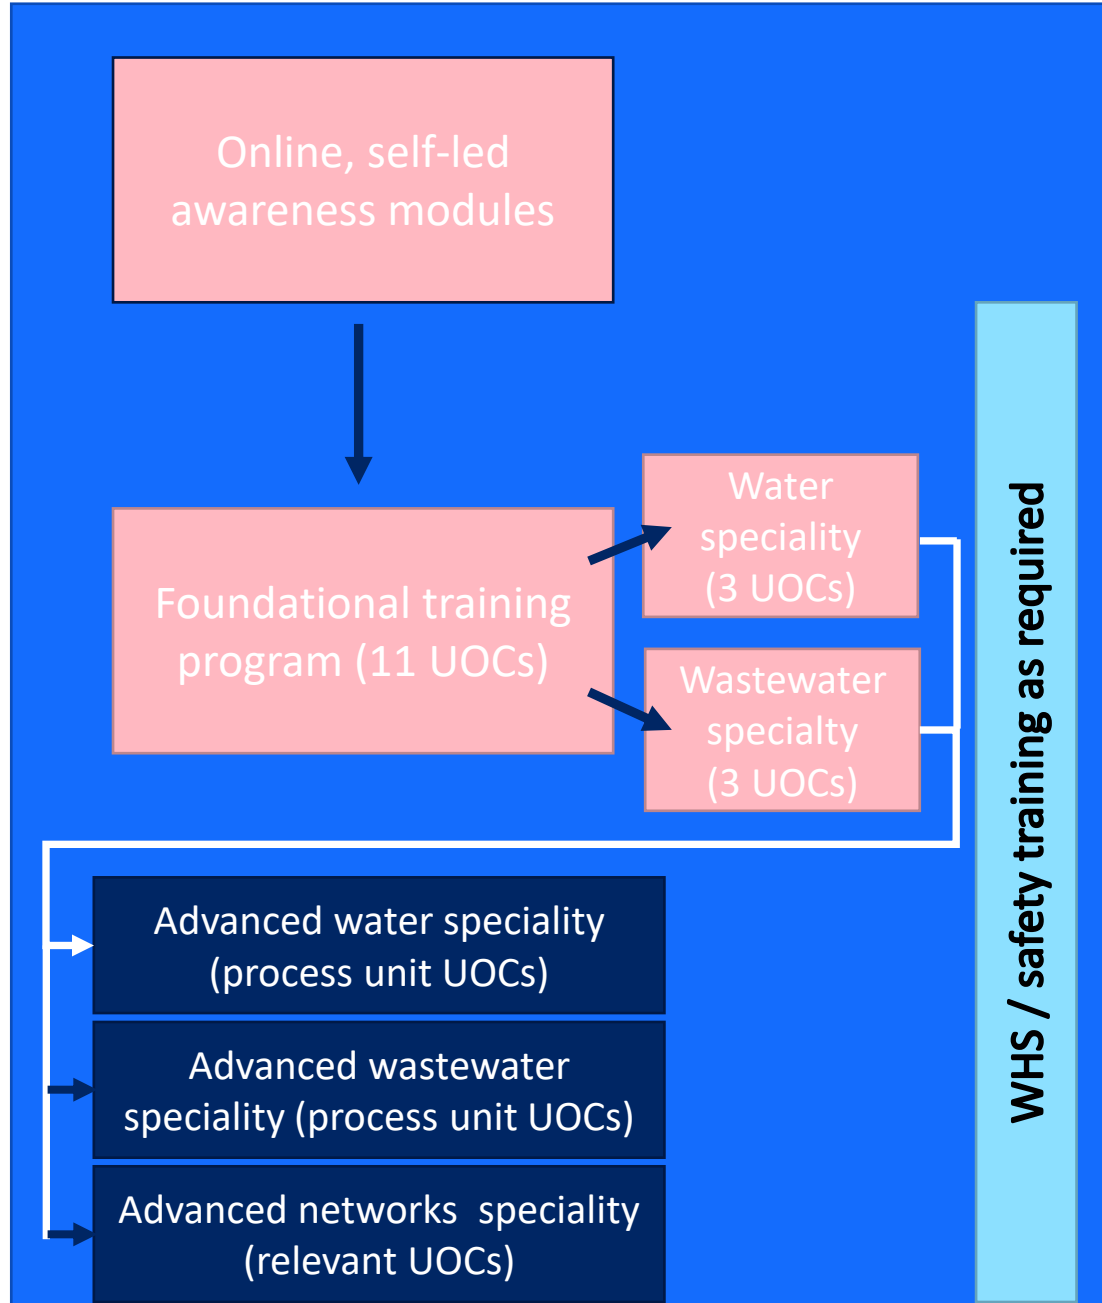 Online, self-led
awareness modules
Foundational training
program (11 UOCs)
Water
speciality
(3 UOCs)
Wastewater
specialty
(3 UOCs)
WHS / safety training as required
Advanced water speciality
(process unit UOCs)
Advanced wastewater
speciality (process unit UOCs)
Advanced networks  speciality
(relevant UOCs)